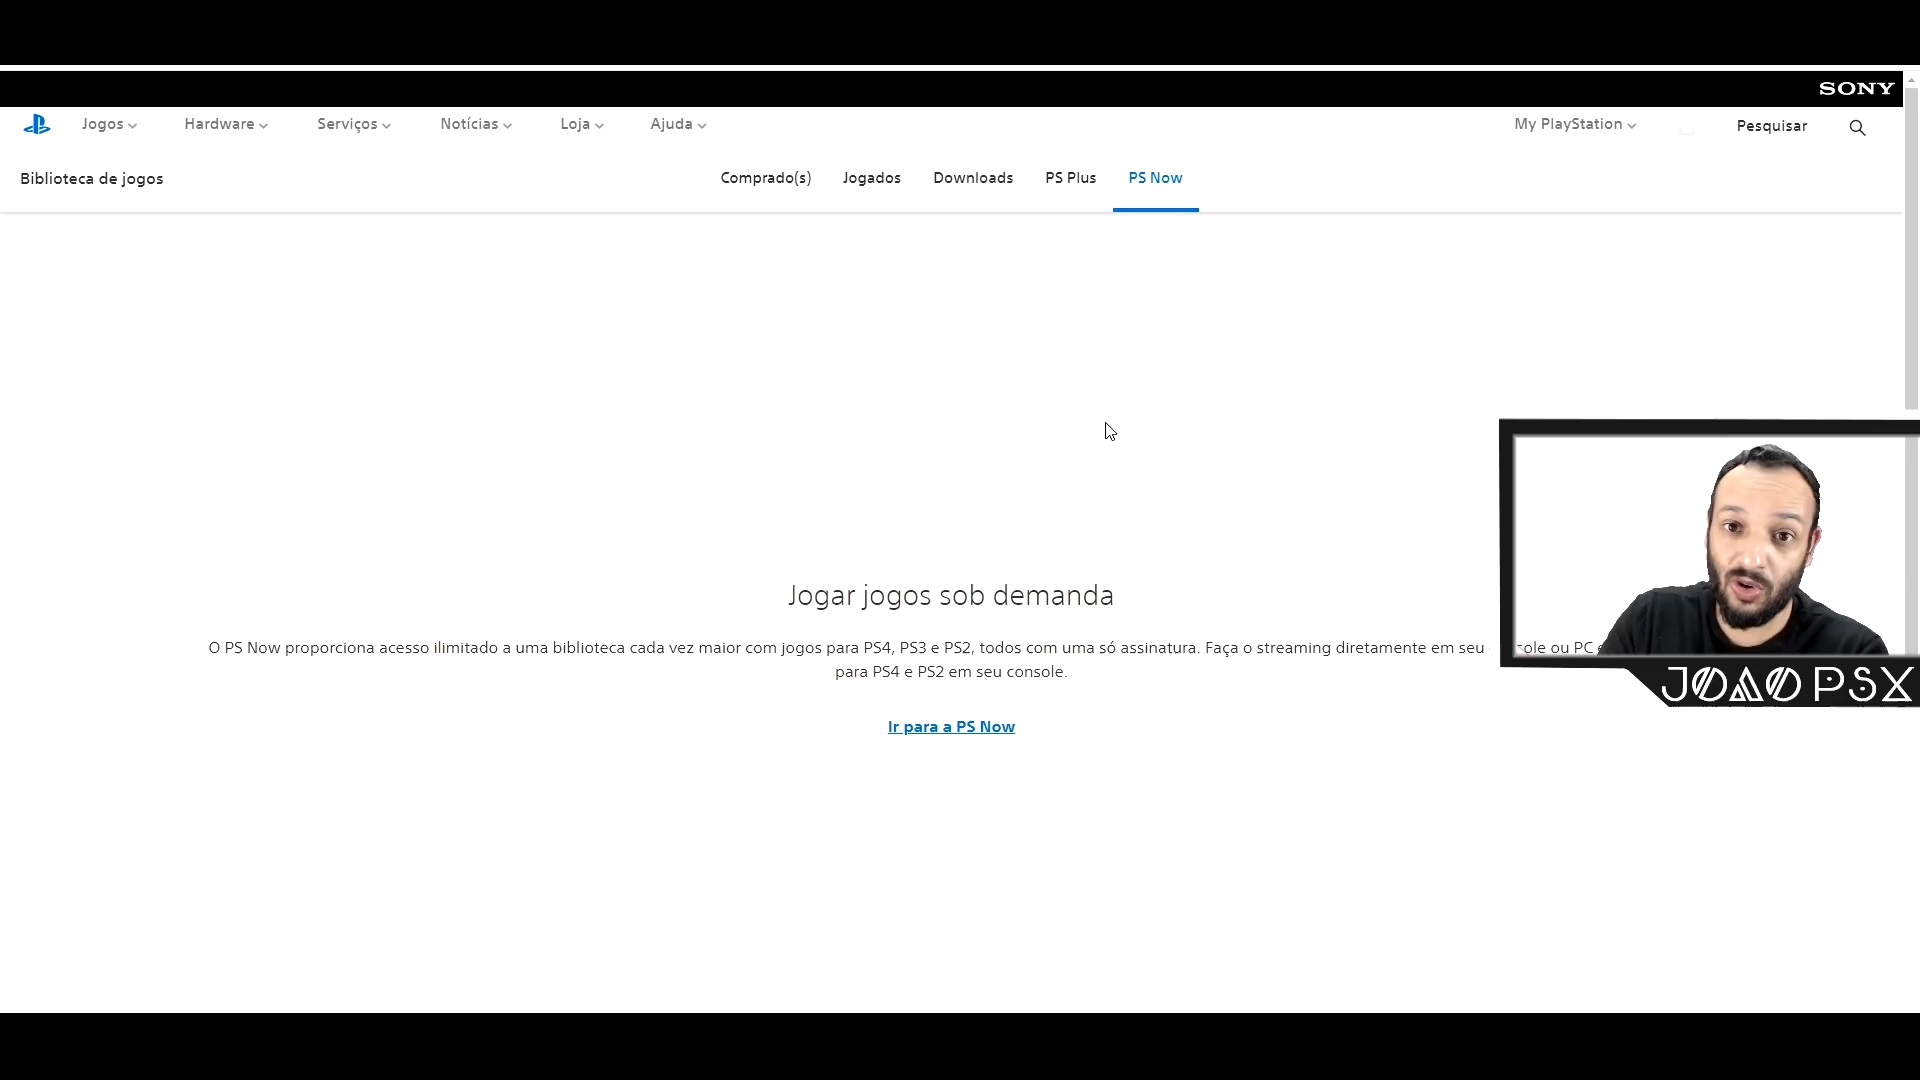 SONY
Jogos Hardware Serviços Notícias Loja Ajuda My PlayStation Pesquisar
Biblioteca de jogos Comprado(s) Jogados Downloads PS Plus PS Now
Jogar jogos sob demanda
O PS Now proporciona acesso ilimitado a uma biblioteca cada vez maior com jogos para PS4, PS3 e PS2, todos com uma só assinatura. Faça o streaming diretamente em seu ou PC
para PS4 e PS2 em seu console.
Ir para a PS Now
JOAO PSX